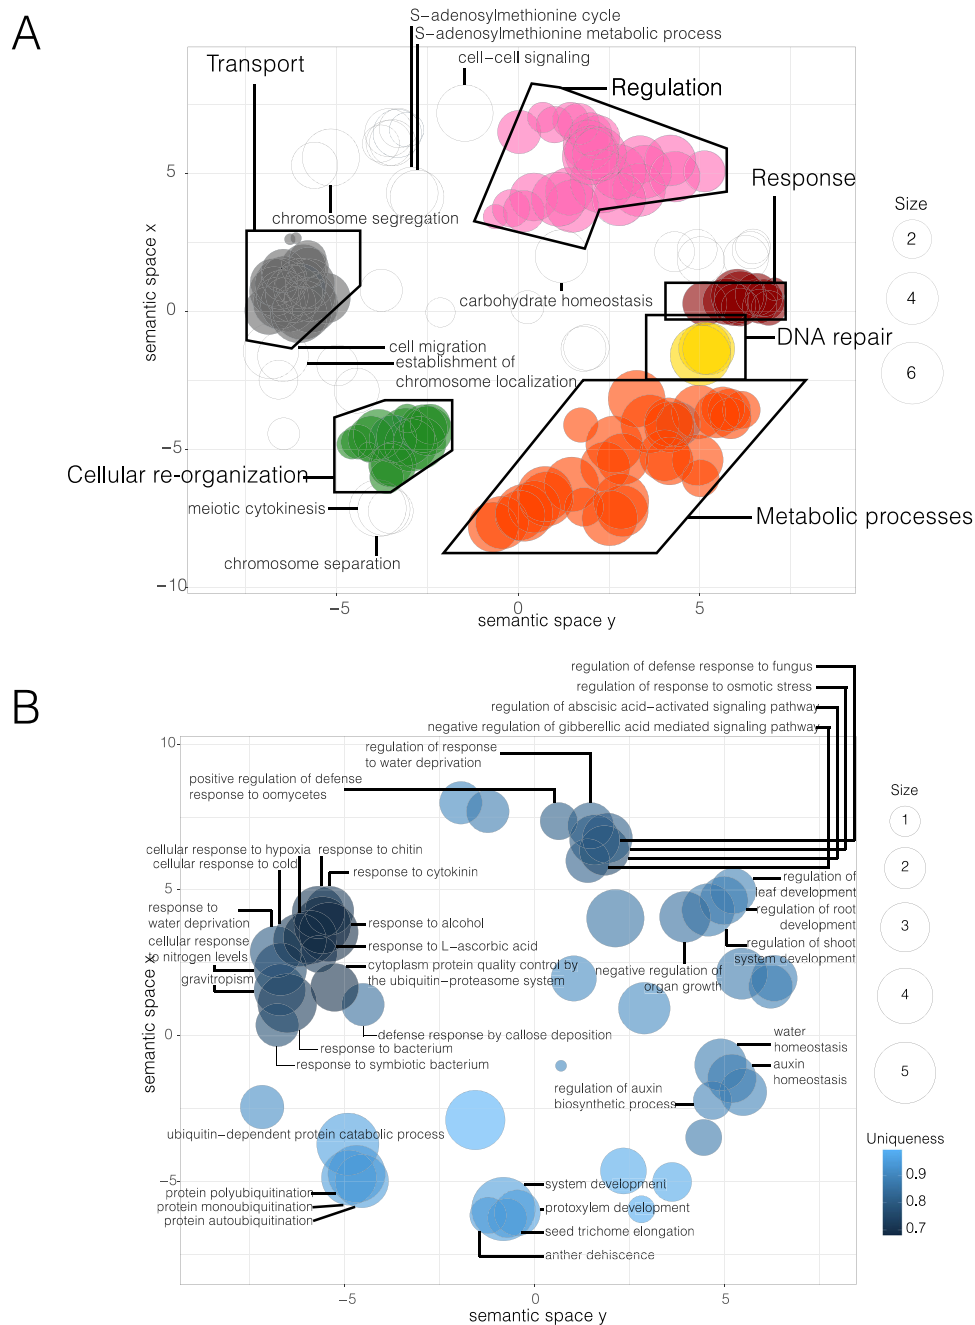 A
S−adenosylmethionine cycle
S−adenosylmethionine metabolic process
cell−cell signaling
Transport
Regulation
Response
Size
2
4
6
chromosome segregation
carbohydrate homeostasis
DNA repair
cell migration
establishment of
chromosome localization
Cellular re-organization
meiotic cytokinesis
chromosome separation
Metabolic processes
semantic space x
5
0
−5
−10
−5
0
5
semantic space y
B
regulation of defense response to fungus
regulation of response to osmotic stress
regulation of abscisic acid−activated signaling pathway
negative regulation of gibberellic acid mediated signaling pathway
regulation of response
to water deprivation
positive regulation of defense
response to oomycetes
cellular response to hypoxia
response to chitin
cellular response to cold
response to cytokinin
response to
water deprivation
response to alcohol
cellular response
to nitrogen levels
response to L−ascorbic acid
gravitropism
cytoplasm protein quality control by
the ubiquitin−proteasome system
defense response by callose deposition
response to bacterium
response to symbiotic bacterium
regulation of
leaf development
regulation of root
development
regulation of shoot
system development
negative regulation of
organ growth
water
homeostasis
auxin
homeostasis
regulation of auxin
biosynthetic process
ubiquitin−dependent protein catabolic process
protein polyubiquitination
protein monoubiquitination
protein autoubiquitination
system development
protoxylem development
seed trichome elongation
anther dehiscence
Size
1
2
3
4
5
Uniqueness
0.9
0.8
0.7
semantic space x
10
5
0
−5
−5
0
5
semantic space y